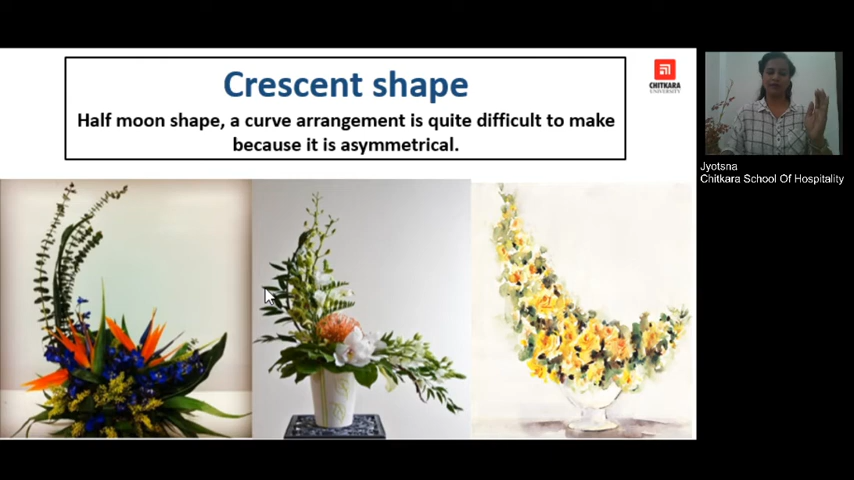 Crescent shape
Half moon shape, a curve arrangement is quite difficult to make
because it is asymmetrical.
CHITKARA
UNIVERSITY
Jyotsna
Chitkara School Of Hospitality